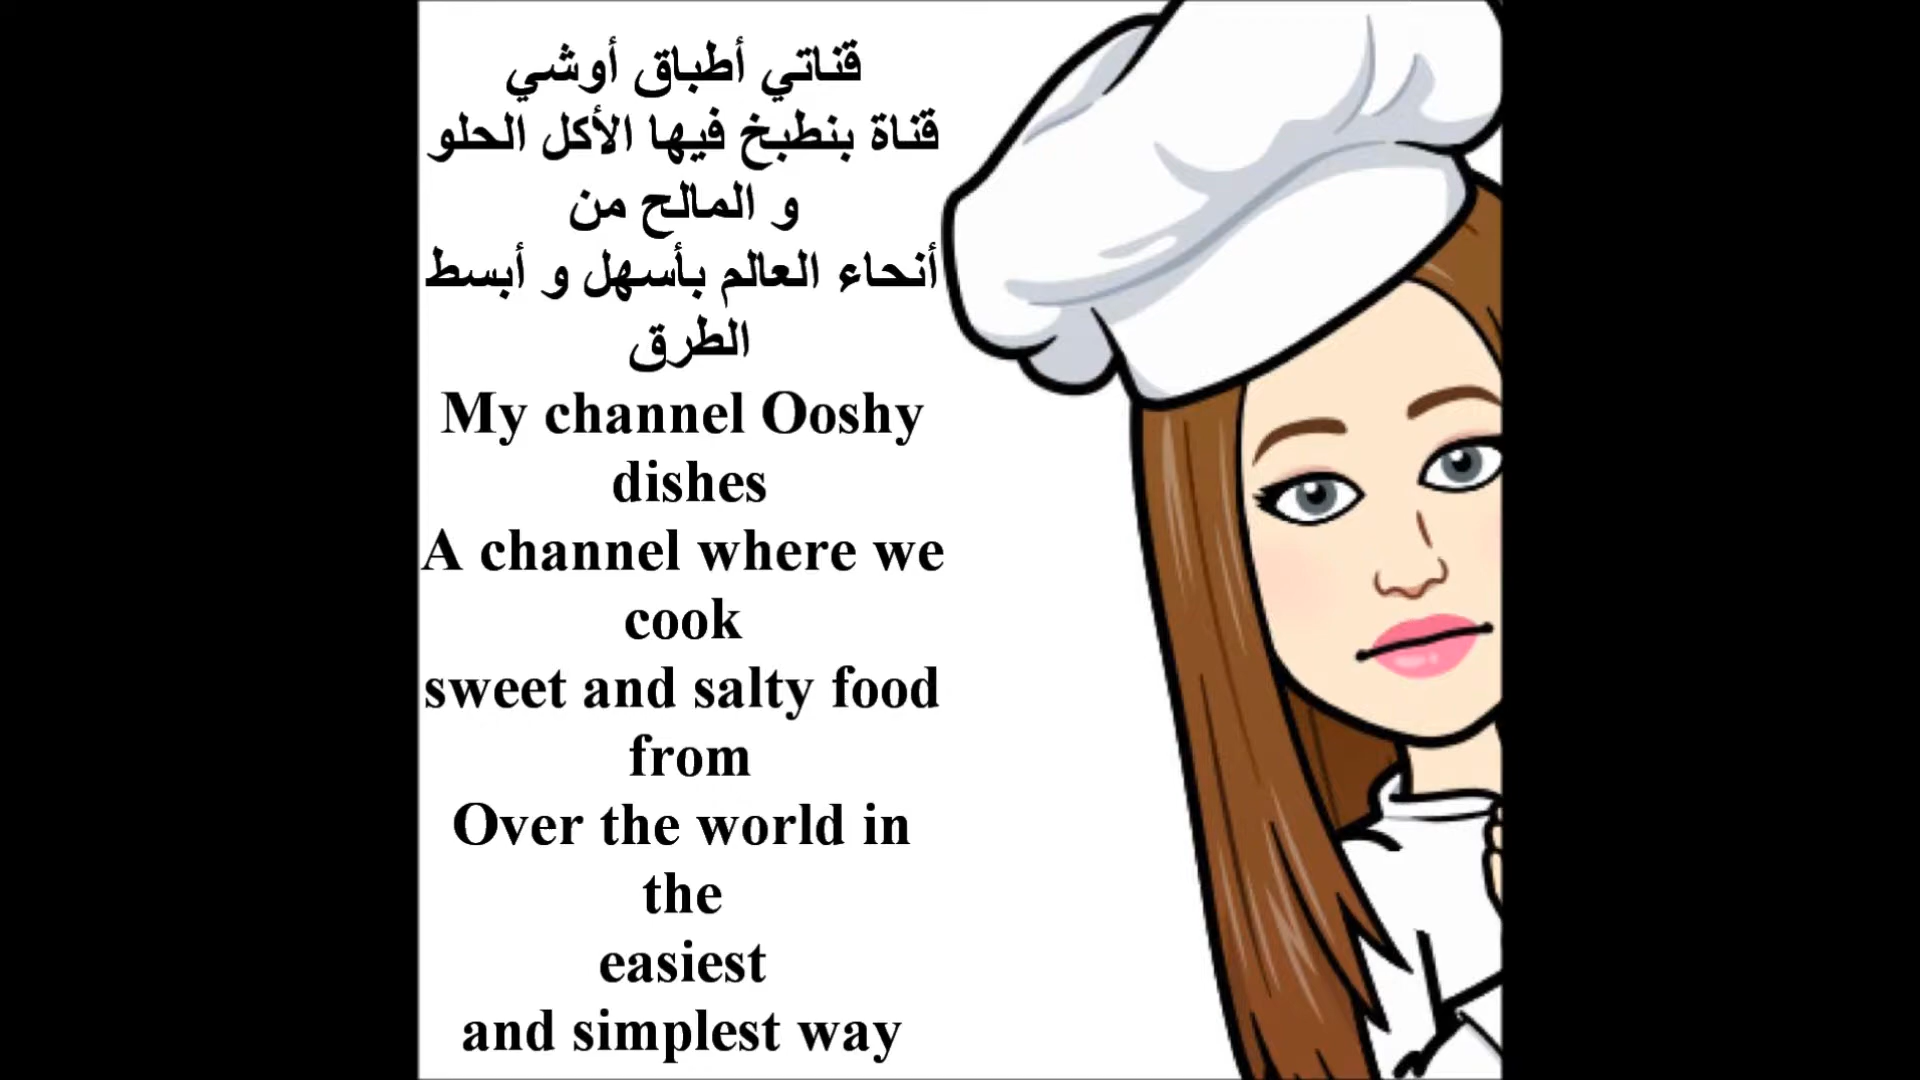 قناتي أطباق أوشي
قناة بنطبخ فيها الأكل الحلو
و المالح من
أنحاء العالم بأسهل و أبسط
الطرق
My channel Ooshy
dishes
A channel where we
cook
sweet and salty food
from
Over the world in
the
easiest
and simplest way